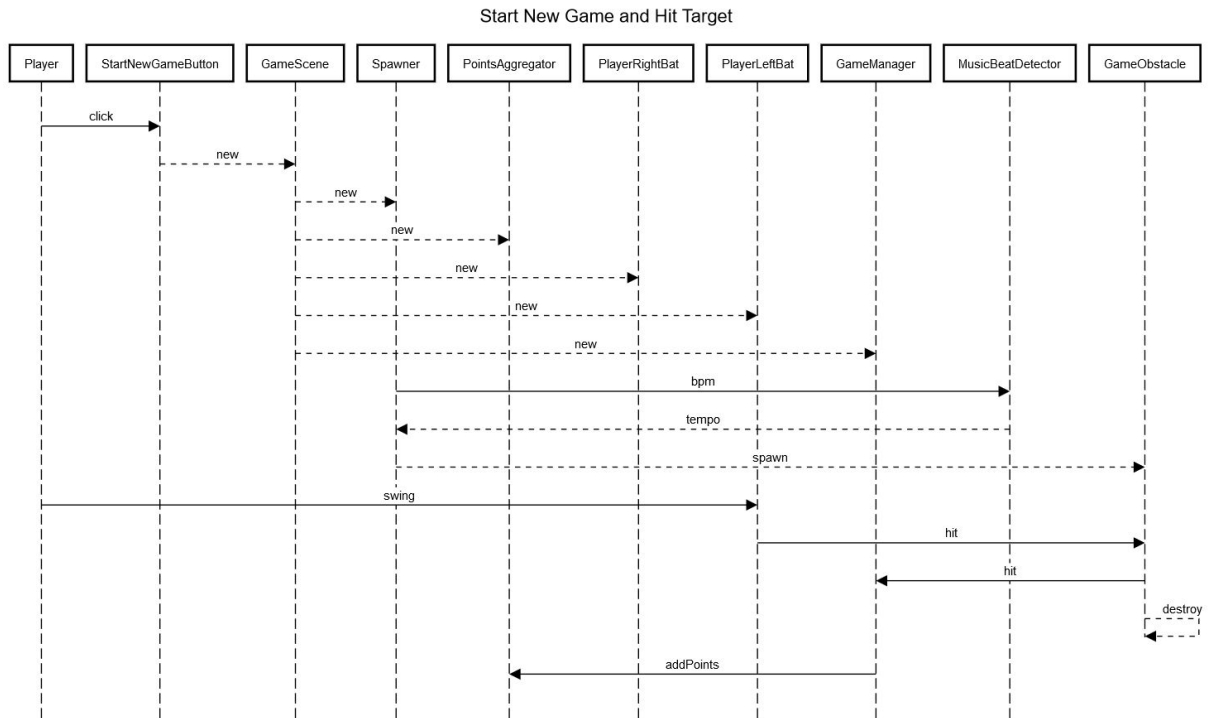 Start New Game and Hit Target
Player StartNewGameButton GameScene Spawner PointsAggregator PlayerRightBat PlayerLeftBat GameManager MusicBeatDetector GameObstacle
click
new
new
new
new
new
new
bpm
tempo
spawn
swing
hit
hit
destroy
addPoints